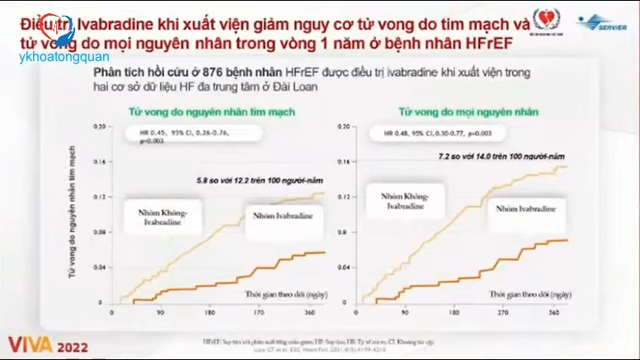 Điều trị Ivabradine khi xuất viện giảm nguy cơ tử vong do tim mạch và
tử vong do mọi nguyên nhân trong vòng 1 năm ở bệnh nhân HFrEF
ykhoatongquan
SERVIER
Phân tích hồi cứu ở 876 bệnh nhân HFrEF được điều trị ivabradine khi xuất viện trong
hai cơ sở dữ liệu HF đa trung tâm ở Đài Loan
Tử vong do nguyên nhân tim mạch
HR 0.45, 95% CI, 0.26-0.76,
p=0.003
5.8 so với 12.2 trên 100 người-năm
Nhóm Không-
Ivabradine
Nhóm Ivabradine
Tử vong do nguyên nhân tim mạch
0.20
0.16
0.12
0.08
0.04
0
0
90
180
270
360
Thời gian theo dõi (ngày)
Tử vong do mọi nguyên nhân
HR 0.48, 95% CI, 0.30-0.77, p=0.003
7.2 so với 14.0 trên 100 người-năm
Nhóm Không-
Ivabradine
Nhóm Ivabradine
0.20
0.16
0.12
0.08
0.04
0
0
90
180
270
360
Thời gian theo dõi (ngày)
VIVA 2022